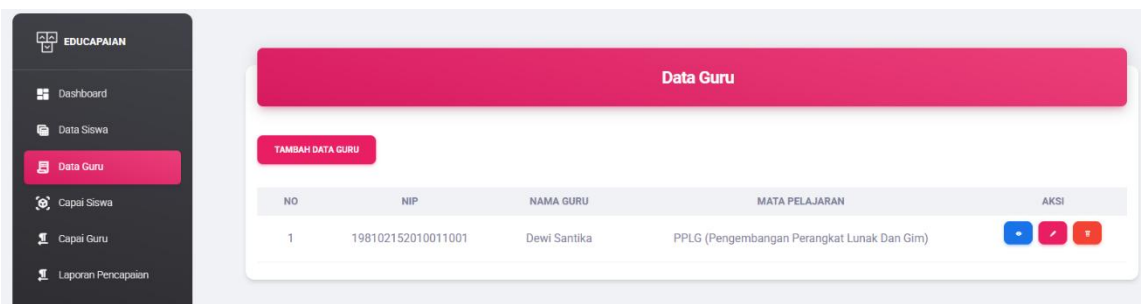 EDUCAPAIAN
Dashboard
Data Siswa
Data Guru
Capai Siswa
Capai Guru
Laporan Pencapaian
Data Guru
TAMBAH DATA GURU
NO NIP NAMA GURU MATA PELAJARAN AKSI
1 198102152010011001 Dewi Santika PPLG (Pengembangan Perangkat Lunak Dan Gim)